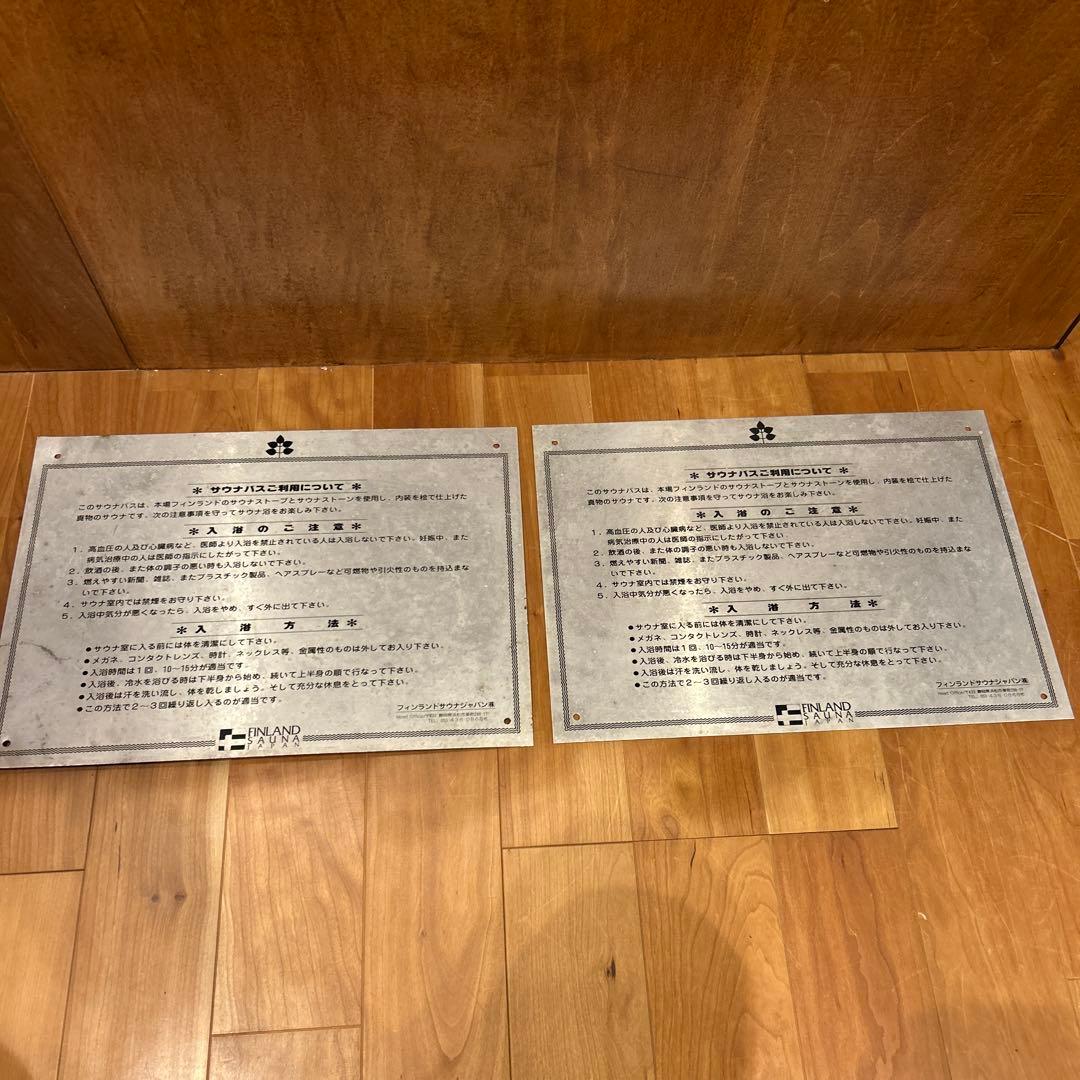 ＊ サウナバスご利用について ＊
このサウナバスは、本場フィンランドのサウナストーブとサウナストーンを使用し、内装を桧で仕上げた
真物のサウナです。次の注意事項を守ってサウナ浴をお楽しみ下さい。
＊入浴のご注意＊
1．高血圧の人及び心臓病など、医師より入浴を禁止されている人は入浴しないで下さい。妊娠中、また
病気治療中の人は医師の指示にしたがって下さい。
2．飲酒の後、また体の調子の悪い時も入浴しないで下さい。
3．燃えやすい新聞、雑誌、またプラスチック製品、ヘアスプレーなど可燃物や引火性のものを持込まな
いで下さい。
4．サウナ室内では禁煙をお守り下さい。
5．入浴中気分が悪くなったら、入浴をやめ、すぐ外に出て下さい。
＊入浴方法＊
●サウナ室に入る前には体を清潔にして下さい。
●メガネ、コンタクトレンズ、時計、ネックレス等、金属性のものは外してお入り下さい。
●入浴時間は1回、10〜15分が適当です。
●入浴後、冷水を浴びる時は下半身から始め、続いて上半身の順で行なって下さい。
●入浴後は汗を洗い流し、体を乾しましょう。そして充分な休息をとって下さい。
●この方法で2〜3回繰り返し入るのが適当です。
フィンランドサウナジャパン㈱
FINLAND
SAUNA
JAPAN
＊ サウナバスご利用について ＊
このサウナバスは、本場フィンランドのサウナストーブとサウナストーンを使用し、内装を桧で仕上げた
真物のサウナです。次の注意事項を守ってサウナ浴をお楽しみ下さい。
＊入浴のご注意＊
1．高血圧の人及び心臓病など、医師より入浴を禁止されている人は入浴しないで下さい。妊娠中、また
病気治療中の人は医師の指示にしたがって下さい。
2．飲酒の後、また体の調子の悪い時も入浴しないで下さい。
3．燃えやすい新聞、雑誌、またプラスチック製品、ヘアスプレーなど可燃物や引火性のものを持込まな
いで下さい。
4．サウナ室内では禁煙をお守り下さい。
5．入浴中気分が悪くなったら、入浴をやめ、すぐ外に出て下さい。
＊入浴方法＊
●サウナ室に入る前には体を清潔にして下さい。
●メガネ、コンタクトレンズ、時計、ネックレス等、金属性のものは外してお入り下さい。
●入浴時間は1回、10〜15分が適当です。
●入浴後、冷水を浴びる時は下半身から始め、続いて上半身の順で行なって下さい。
●入浴後は汗を洗い流し、体を乾しましょう。そして充分な休息をとって下さい。
●この方法で2〜3回繰り返し入るのが適当です。
フィンランドサウナジャパン㈱
FINLAND
SAUNA
JAPAN